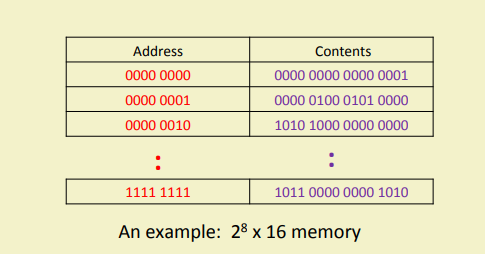 Address Contents
0000 0000 0000 0000 0000 0001
0000 0001 0000 0100 0101 0000
0000 0010 1010 1000 0000 0000
: :
1111 1111 1011 0000 0000 1010
An example: 2⁸ x 16 memory